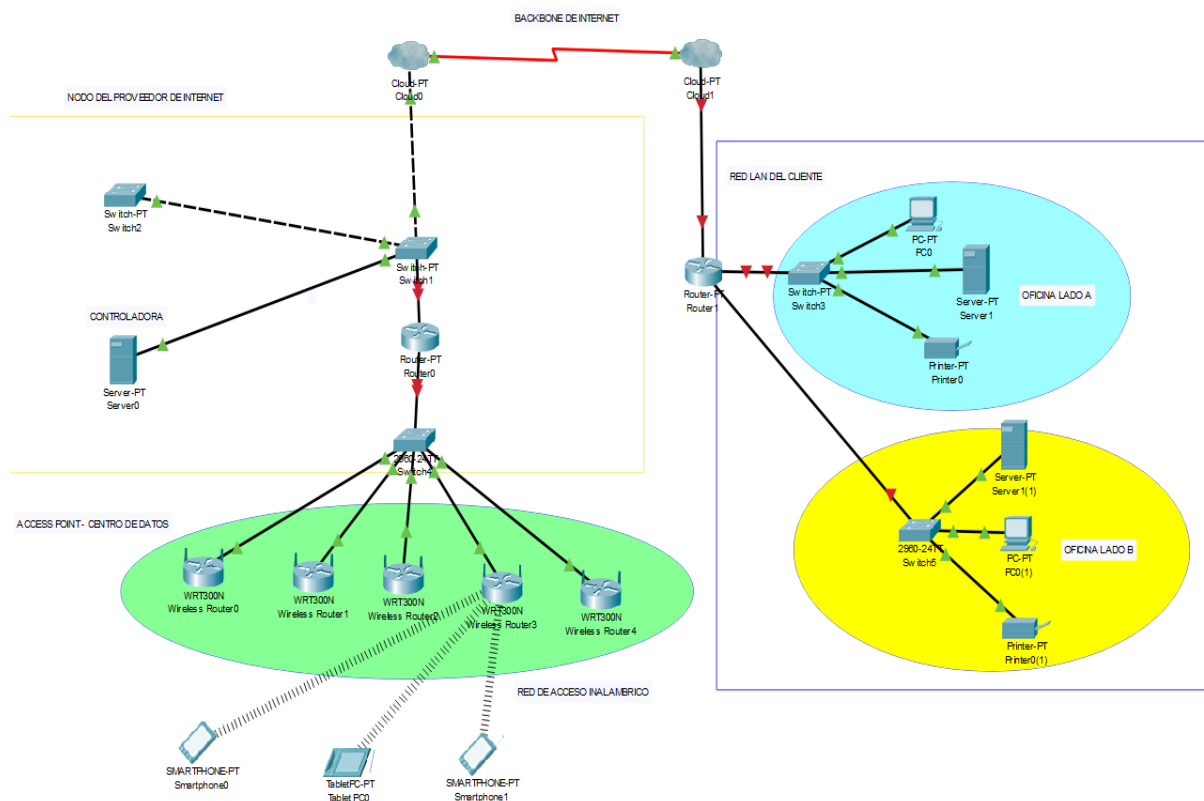 BACKBONE DE INTERNET
Cloud-PT
Cloud0
Cloud-PT
Cloud1
NODO DEL PROVEEDOR DE INTERNET
Switch-PT
Switch2
Switch-PT
Switch1
CONTROLADORA
Server-PT
Server0
Router-PT
Router0
2960-24TT
Switch4
RED LAN DEL CLIENTE
Router-PT
Router1
Switch-PT
Switch3
PC-PT
PC0
Server-PT
Server1
OFICINA LADO A
Printer-PT
Printer0
Server-PT
Server1(1)
2960-24TT
Switch5
PC-PT
PC0(1)
OFICINA LADO B
Printer-PT
Printer0(1)
ACCESS POINT- CENTRO DE DATOS
WRT300N
Wireless Router0
WRT300N
Wireless Router1
WRT300N
Wireless Router2
WRT300N
Wireless Router3
WRT300N
Wireless Router4
RED DE ACCESO INALAMBRICO
SMARTPHONE-PT
Smartphone0
TabletPC-PT
Tablet PC0
SMARTPHONE-PT
Smartphone1